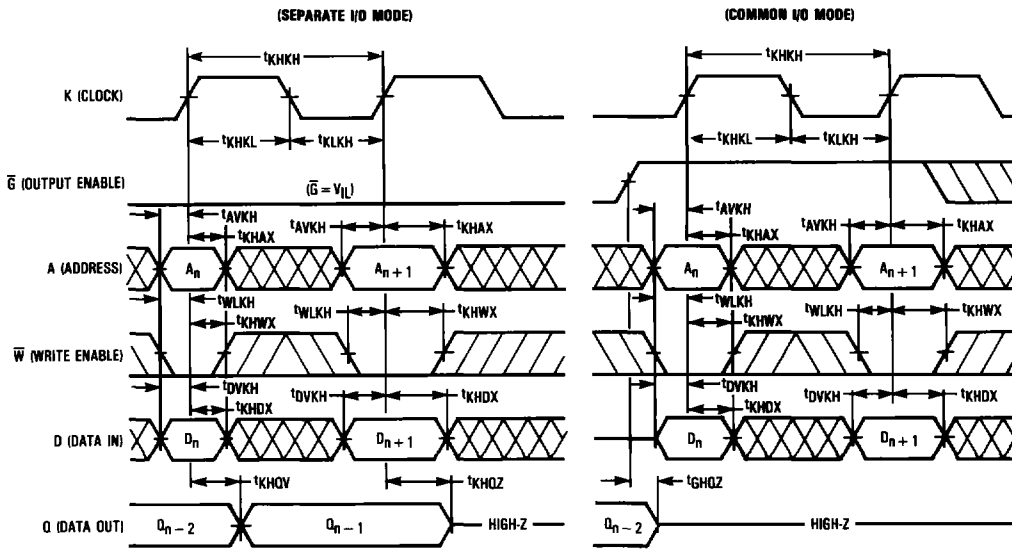 (SEPARATE I/O MODE) (COMMON I/O MODE)
tKHKH tKHKH
K (CLOCK)
tKHKL tKLKH tKHKL tKLKH
G̅ (OUTPUT ENABLE) (G̅ = VIL)
tAVKH tAVKH tAVKH tAVKH
tKHAX tKHAX tKHAX tKHAX
A (ADDRESS) An An + 1 An An + 1
tWLKH tWLKH tWLKH tWLKH
tKHWX tKHWX tKHWX tKHWX
W̅ (WRITE ENABLE)
tDVKH tDVKH tDVKH tDVKH
tKHDX tKHDX tKHDX tKHDX
D (DATA IN) Dn Dn + 1 Dn Dn + 1
tKHQV tKHQZ tGHQZ
Q (DATA OUT) Qn – 2 Qn – 1 HIGH-Z Qn – 2 HIGH-Z